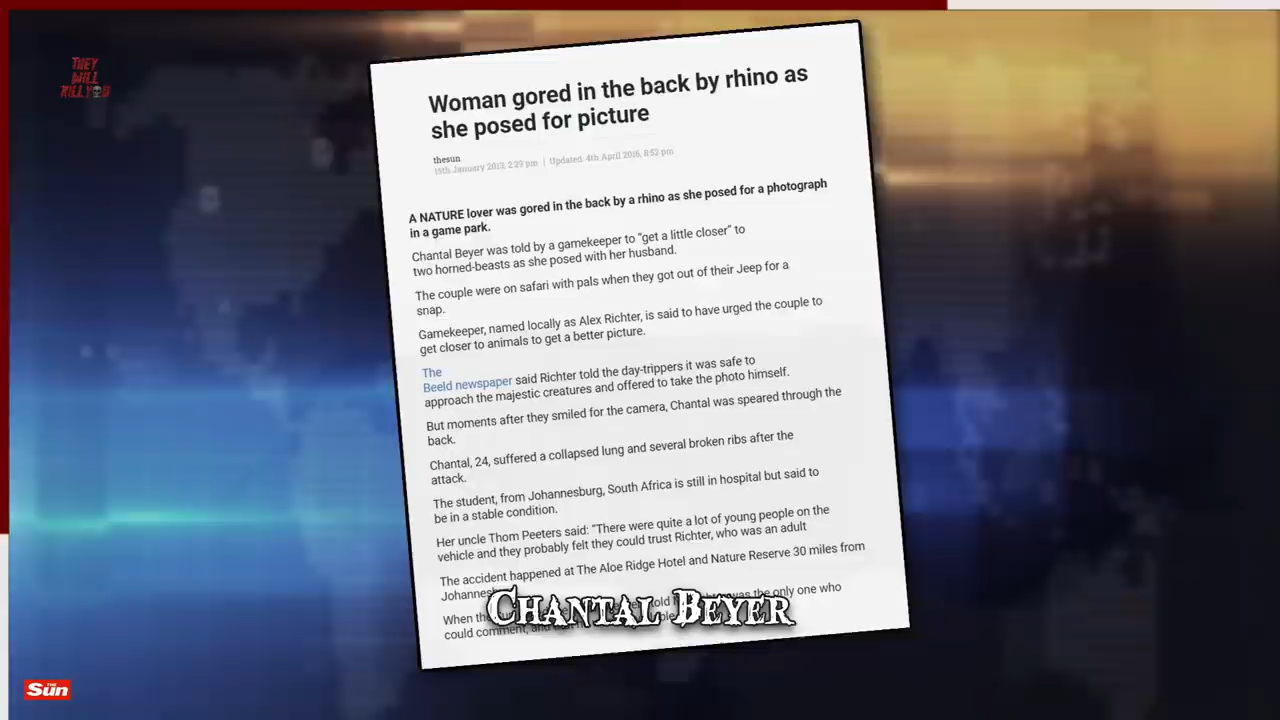 THEY
WILL
KILL YOU
Woman gored in the back by rhino as
she posed for picture
thesun
15th January 2013, 2:29 pm | Updated: 4th April 2016, 8:52 pm
A NATURE lover was gored in the back by a rhino as she posed for a photograph
in a game park.
Chantal Beyer was told by a gamekeeper to “get a little closer” to
two horned-beasts as she posed with her husband.
The couple were on safari with pals when they got out of their Jeep for a
snap.
Gamekeeper, named locally as Alex Richter, is said to have urged the couple to
get closer to animals to get a better picture.
The
Beeld newspaper said Richter told the day-trippers it was safe to
approach the majestic creatures and offered to take the photo himself.
But moments after they smiled for the camera, Chantal was speared through the
back.
Chantal, 24, suffered a collapsed lung and several broken ribs after the
attack.
The student, from Johannesburg, South Africa is still in hospital but said to
be in a stable condition.
Her uncle Thom Peeters said: “There were quite a lot of young people on the
vehicle and they probably felt they could trust Richter, who was an adult
The accident happened at The Aloe Ridge Hotel and Nature Reserve 30 miles from
When the told was the only one who
could comment, and
CHANTAL BEYER
THE Sun